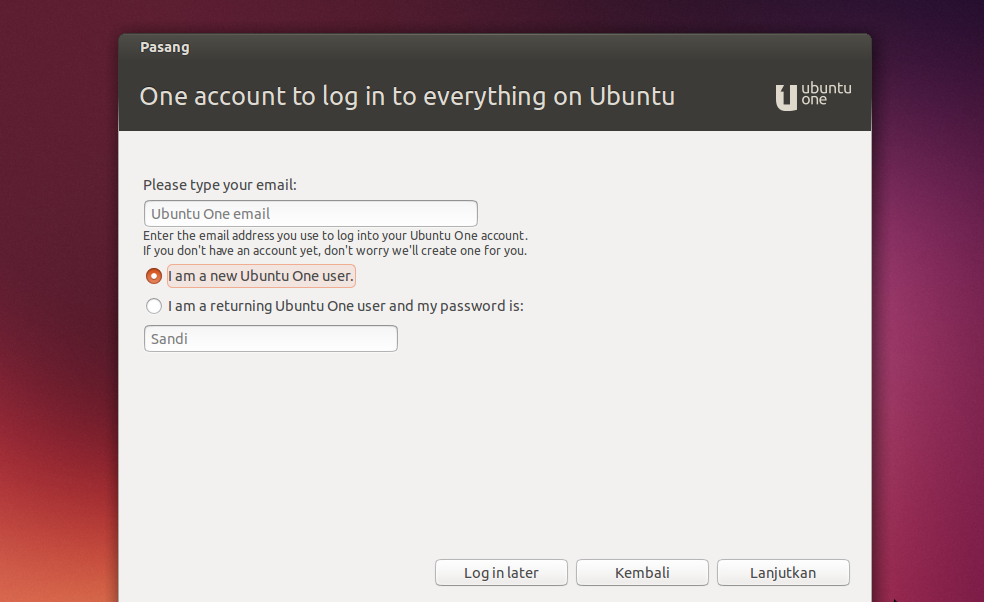 Pasang
One account to log in to everything on Ubuntu
ubuntu
one
Please type your email:
Ubuntu One email
Enter the email address you use to log into your Ubuntu One account.
If you don't have an account yet, don't worry we'll create one for you.
I am a new Ubuntu One user.
I am a returning Ubuntu One user and my password is:
Sandi
Log in later
Kembali
Lanjutkan